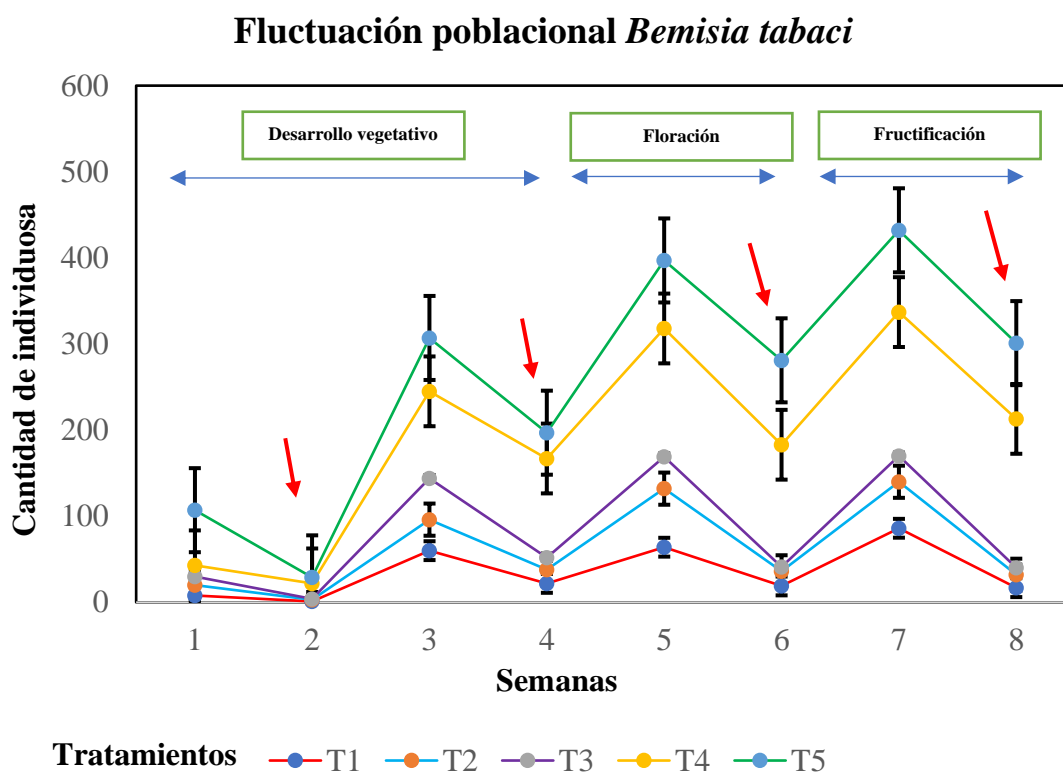 Fluctuación poblacional Bemisia tabaci
600
500
400
300
200
100
0
Cantidad de individuosa
Desarrollo vegetativo
Floración
Fructificación
1 2 3 4 5 6 7 8
Semanas
Tratamientos T1 T2 T3 T4 T5